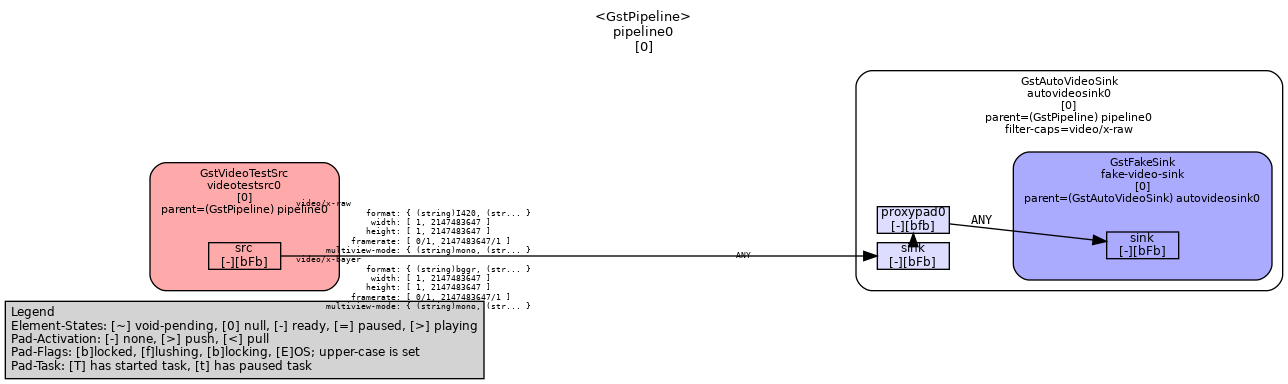 <GstPipeline>
pipeline0
[0]
GstAutoVideoSink
autovideosink0
[0]
parent=(GstPipeline) pipeline0
filter-caps=video/x-raw
GstFakeSink
fake-video-sink
[0]
parent=(GstAutoVideoSink) autovideosink0
sink
[-][bFb]
proxypad0
[-][bfb]
ANY
sink
[-][bFb]
GstVideoTestSrc
videotestsrc0
[0]
parent=(GstPipeline) pipeline0
src
[-][bFb]
video/x-raw
format: { (string)I420, (str... }
width: [ 1, 2147483647 ]
height: [ 1, 2147483647 ]
framerate: [ 0/1, 2147483647/1 ]
multiview-mode: { (string)mono, (str... }
video/x-bayer
format: { (string)bggr, (str... }
width: [ 1, 2147483647 ]
height: [ 1, 2147483647 ]
framerate: [ 0/1, 2147483647/1 ]
multiview-mode: { (string)mono, (str... }
ANY
Legend
Element-States: [~] void-pending, [0] null, [-] ready, [=] paused, [>] playing
Pad-Activation: [-] none, [>] push, [<] pull
Pad-Flags: [b]locked, [f]lushing, [b]locking, [E]OS; upper-case is set
Pad-Task: [T] has started task, [t] has paused task